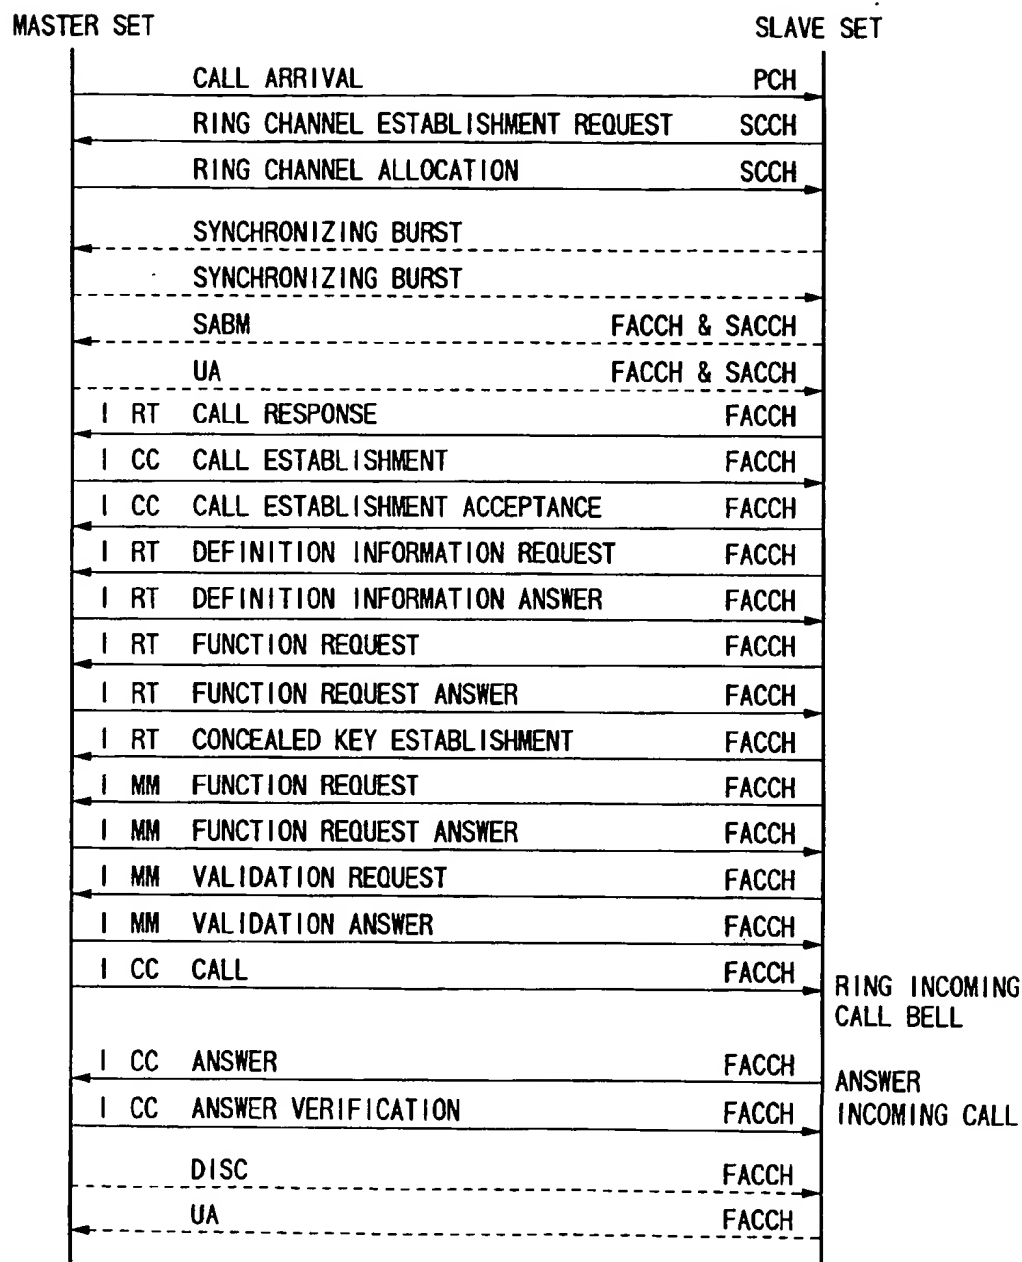 MASTER SET SLAVE SET
CALL ARRIVAL PCH
RING CHANNEL ESTABLISHMENT REQUEST SCCH
RING CHANNEL ALLOCATION SCCH
SYNCHRONIZING BURST
SYNCHRONIZING BURST
SABM FACCH & SACCH
UA FACCH & SACCH
I RT CALL RESPONSE FACCH
I CC CALL ESTABLISHMENT FACCH
I CC CALL ESTABLISHMENT ACCEPTANCE FACCH
I RT DEFINITION INFORMATION REQUEST FACCH
I RT DEFINITION INFORMATION ANSWER FACCH
I RT FUNCTION REQUEST FACCH
I RT FUNCTION REQUEST ANSWER FACCH
I RT CONCEALED KEY ESTABLISHMENT FACCH
I MM FUNCTION REQUEST FACCH
I MM FUNCTION REQUEST ANSWER FACCH
I MM VALIDATION REQUEST FACCH
I MM VALIDATION ANSWER FACCH
I CC CALL FACCH
RING INCOMING
CALL BELL
I CC ANSWER FACCH
ANSWER
INCOMING CALL
I CC ANSWER VERIFICATION FACCH
DISC FACCH
UA FACCH